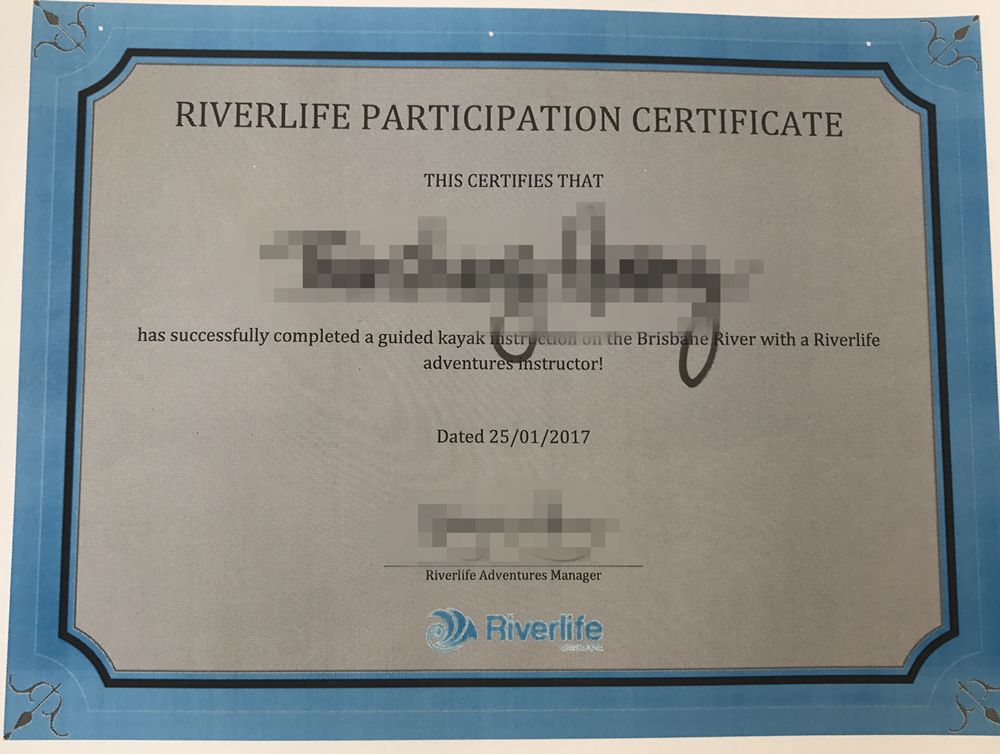 RIVERLIFE PARTICIPATION CERTIFICATE
THIS CERTIFIES THAT
has successfully completed a guided kayak instruction on the Brisbane River with a Riverlife
adventures instructor!
Dated 25/01/2017
Riverlife Adventures Manager
Riverlife